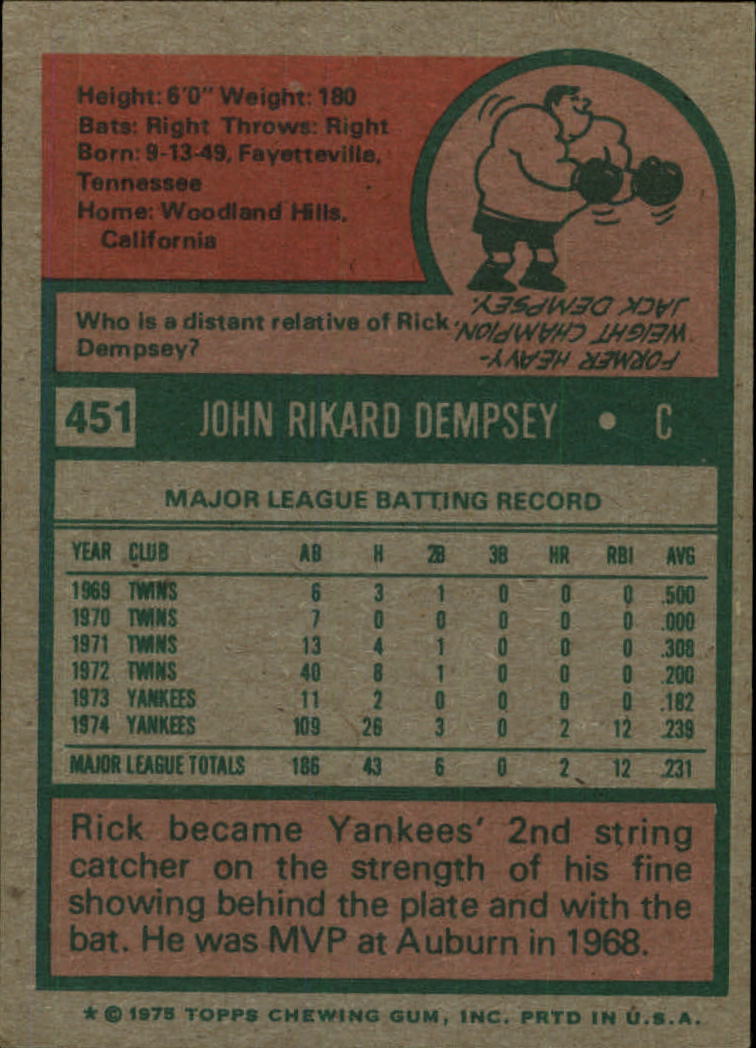 Height: 6'0" Weight: 180
Bats: Right Throws: Right
Born: 9-13-49, Fayetteville,
Tennessee
Home: Woodland Hills,
California
Who is a distant relative of Rick
Dempsey?
FORMER HEAVY-
WEIGHT CHAMPION,
JACK DEMPSEY.
451 JOHN RIKARD DEMPSEY • C
MAJOR LEAGUE BATTING RECORD
YEAR CLUB AB H 2B 3B HR RBI AVG
1969 TWINS 6 3 1 0 0 0 .500
1970 TWINS 7 0 0 0 0 0 .000
1971 TWINS 13 4 1 0 0 0 .308
1972 TWINS 40 8 1 0 0 0 .200
1973 YANKEES 11 2 0 0 0 0 .182
1974 YANKEES 109 26 3 0 2 12 .239
MAJOR LEAGUE TOTALS 186 43 6 0 2 12 .231
Rick became Yankees' 2nd string
catcher on the strength of his fine
showing behind the plate and with the
bat. He was MVP at Auburn in 1968.
★ © 1975 TOPPS CHEWING GUM, INC. PRTD IN U.S.A.